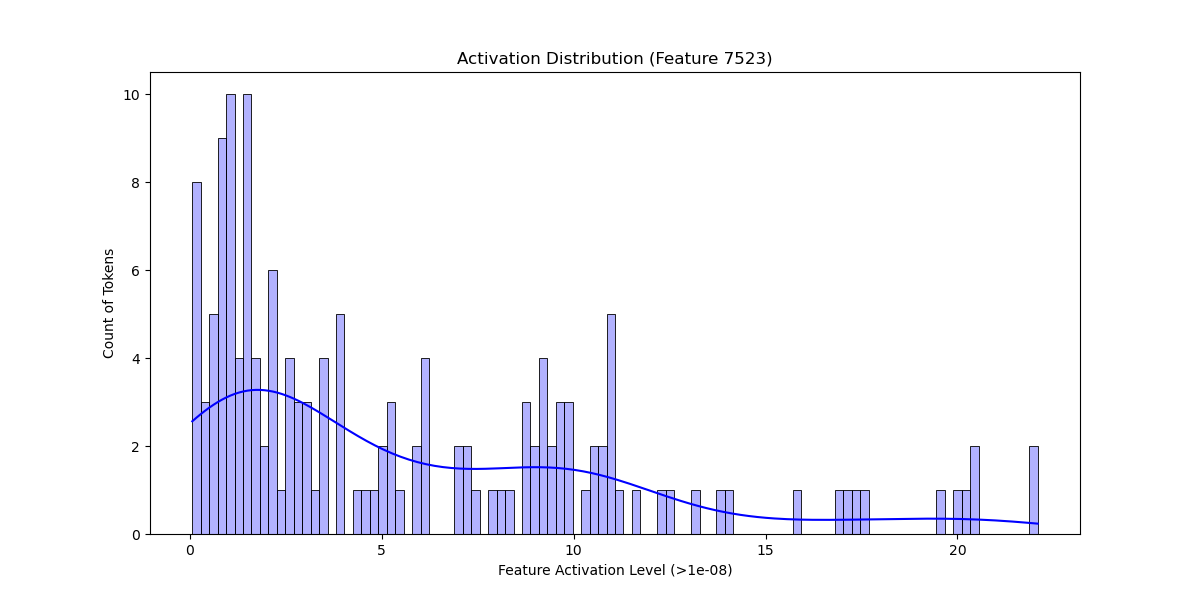 Activation Distribution (Feature 7523)
10
8
6
4
2
0
Count of Tokens
0 5 10 15 20
Feature Activation Level (>1e-08)